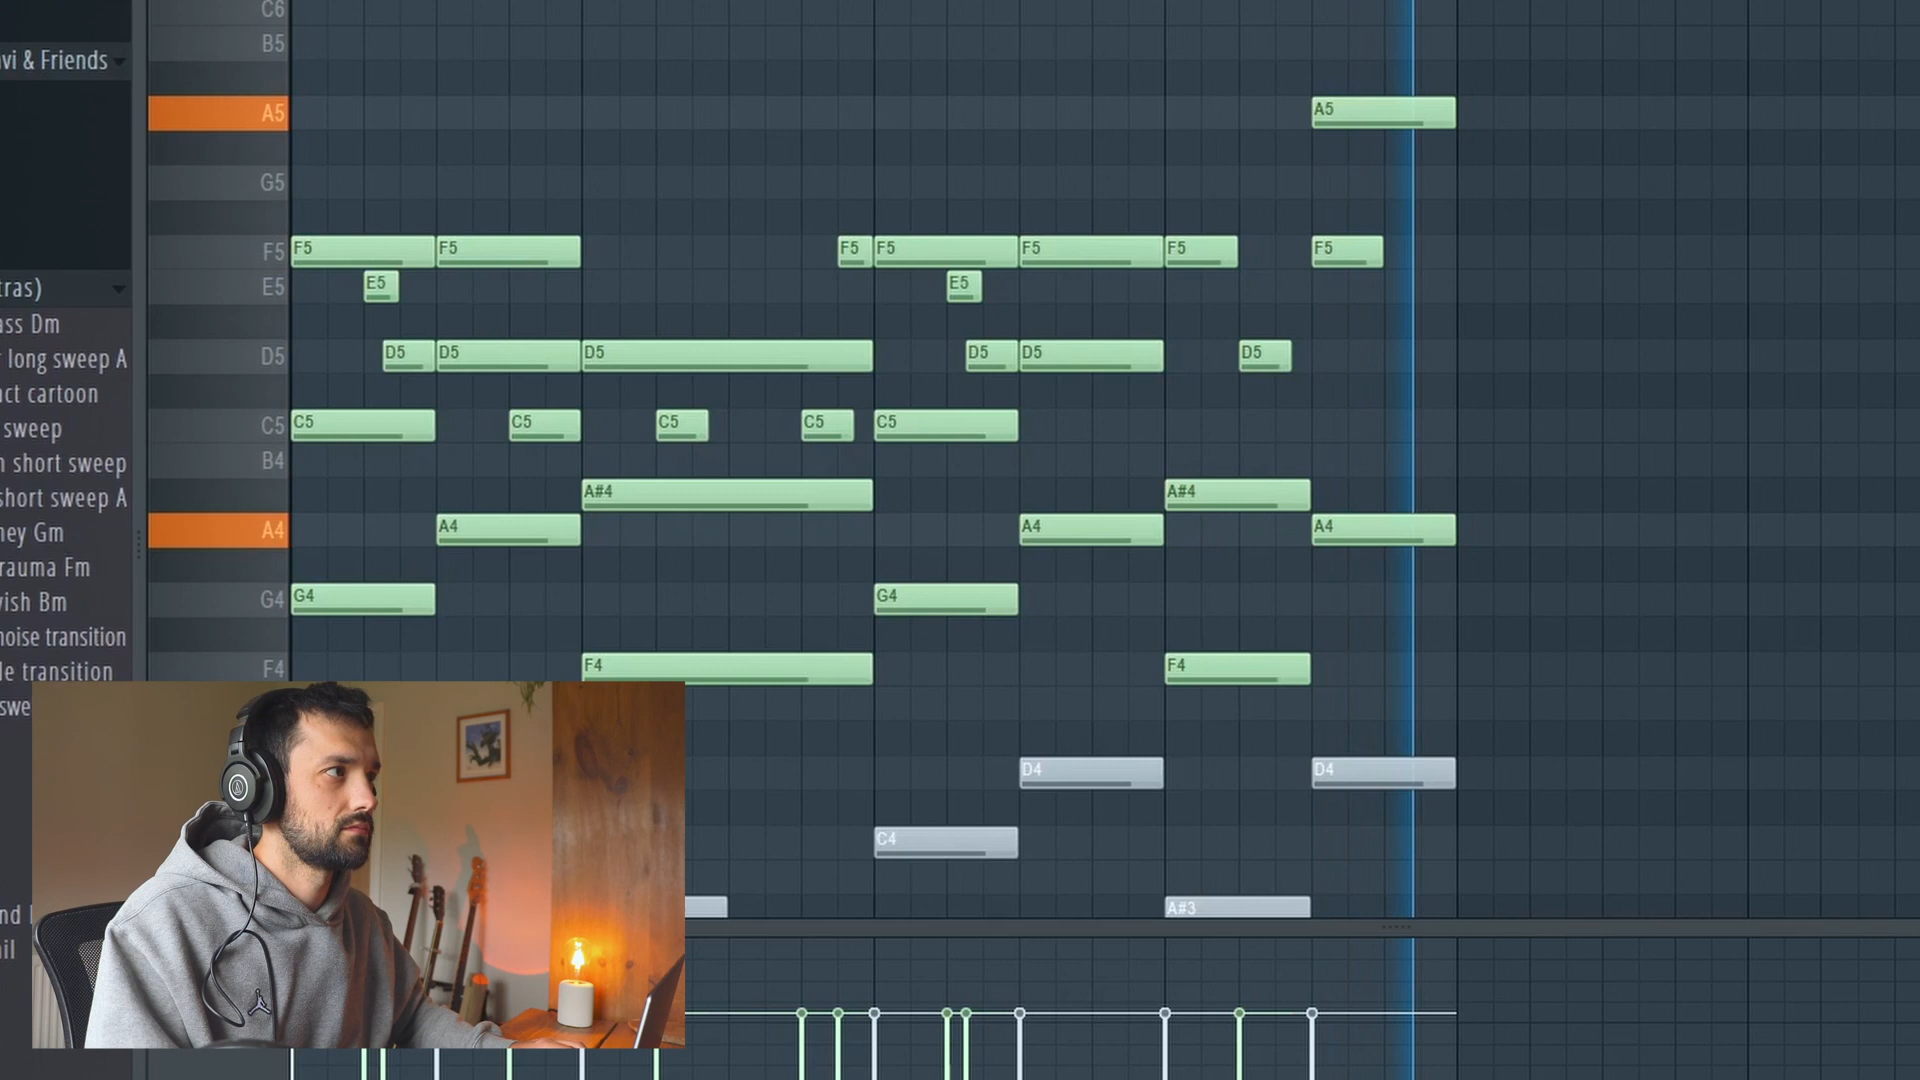 C6
B5
vi & Friends
A5
A5
G5
F5
F5
F5
F5
F5
F5
F5
F5
E5
E5
E5
tras)
ass Dm
D5
D5
D5
D5
D5
D5
D5
long sweep A
act cartoon
C5
C5
C5
C5
C5
C5
sweep
B4
short sweep
A#4
A#4
short sweep A
A4
A4
A4
A4
ney Gm
rauma Fm
G4
G4
G4
vish Bm
noise transition
F4
F4
F4
le transition
swe
D4
D4
C4
A#3
nd
il